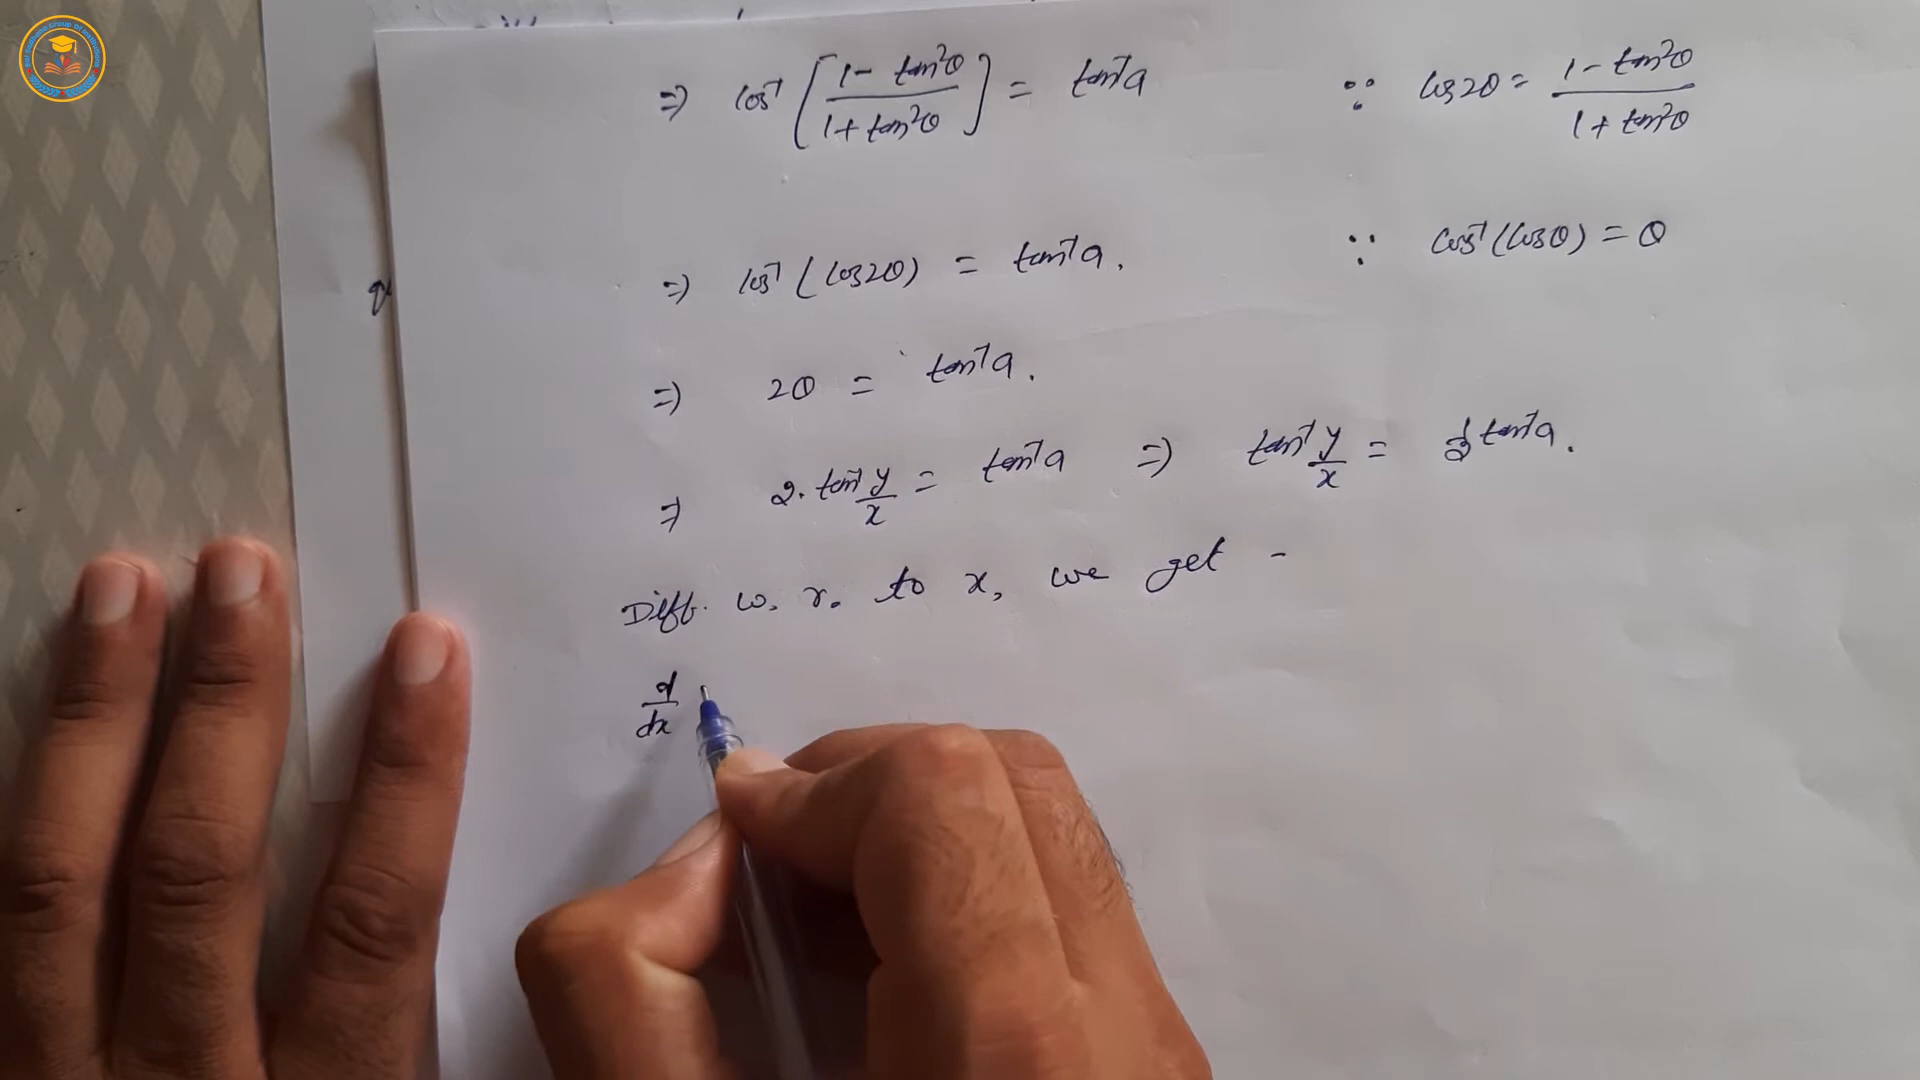 ⇒ cos⁻¹ [ (1 - tan²θ) / (1 + tan²θ) ] = tan⁻¹a ∵ cos2θ = (1 - tan²θ) / (1 + tan²θ)
⇒ cos⁻¹ (cos2θ) = tan⁻¹a. ∵ cos⁻¹(cosθ) = θ
⇒ 2θ = tan⁻¹a.
⇒ 2. tan⁻¹ y/x = tan⁻¹a ⇒ tan⁻¹ y/x = 1/2 tan⁻¹a.
Diff. w. r. to x, we get -
d/dx